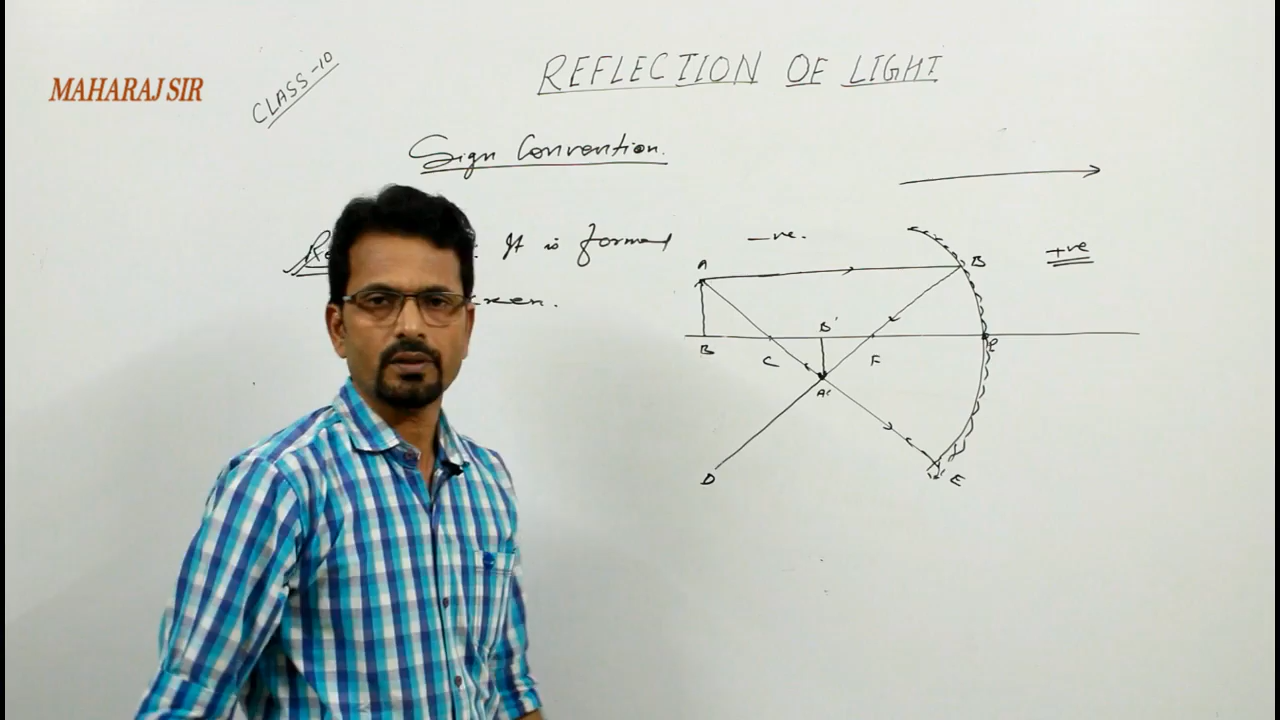 MAHARAJ SIR
CLASS-10
REFLECTION OF LIGHT
Sign Convention.
: It is formed
-ve.
+ve
A
B
B
C
B'
F
P
A'
D
E